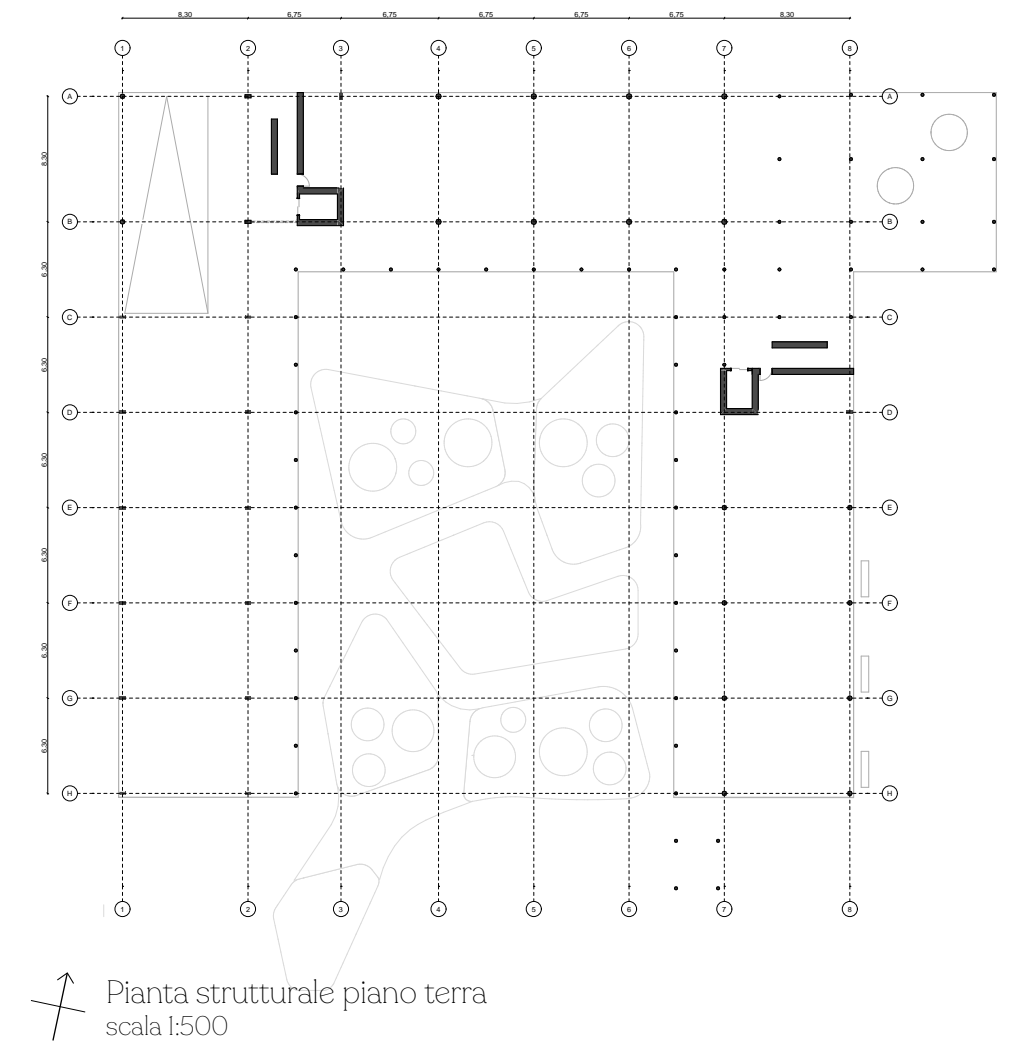 8,30 6,75 6,75 6,75 6,75 6,75 8,30
1 2 3 4 5 6 7 8
A A
8,30
B B
6,30
C C
6,30
D D
6,30
E E
6,30
F F
6,30
G G
6,30
H H
1 2 3 4 5 6 7 8
Pianta strutturale piano terra
scala 1:500